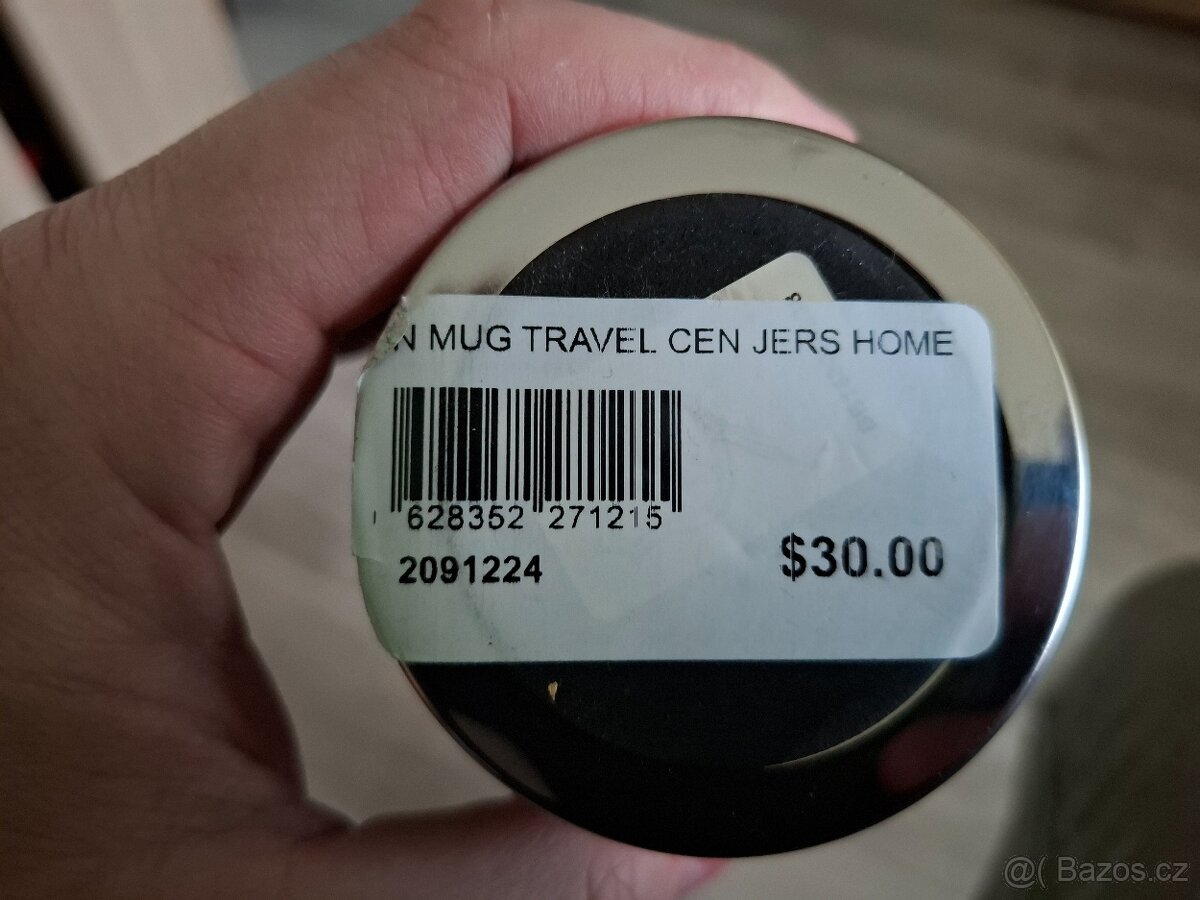 N MUG TRAVEL CEN JERS HOME
628352 271215
2091224
$30.00
@( Bazos.cz